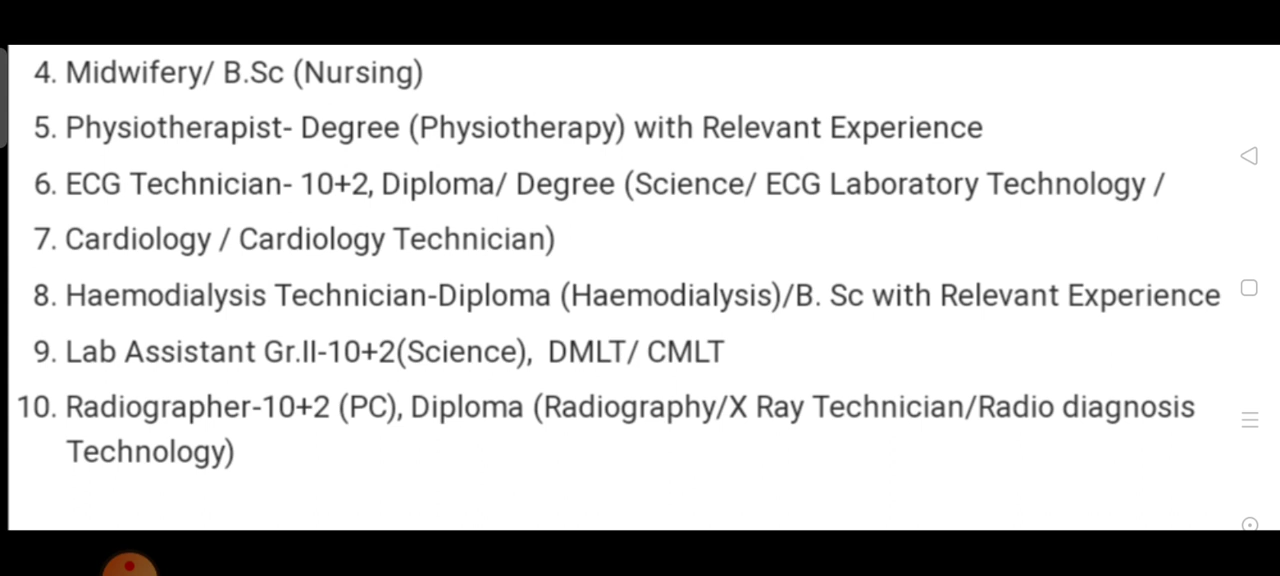 4. Midwifery/ B.Sc (Nursing)
5. Physiotherapist- Degree (Physiotherapy) with Relevant Experience
6. ECG Technician- 10+2, Diploma/ Degree (Science/ ECG Laboratory Technology /
7. Cardiology / Cardiology Technician)
8. Haemodialysis Technician-Diploma (Haemodialysis)/B. Sc with Relevant Experience
9. Lab Assistant Gr.II-10+2(Science),  DMLT/ CMLT
10. Radiographer-10+2 (PC), Diploma (Radiography/X Ray Technician/Radio diagnosis
Technology)